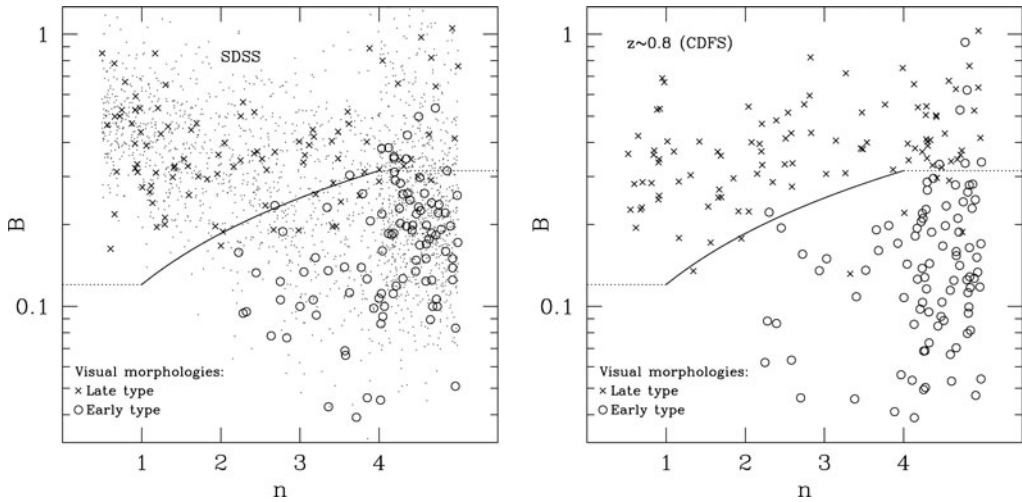 1
SDSS
B
0.1
Visual morphologies:
× Late type
○ Early type
1
2
3
4
n
1
z~0.8 (CDFS)
B
0.1
Visual morphologies:
× Late type
○ Early type
1
2
3
4
n